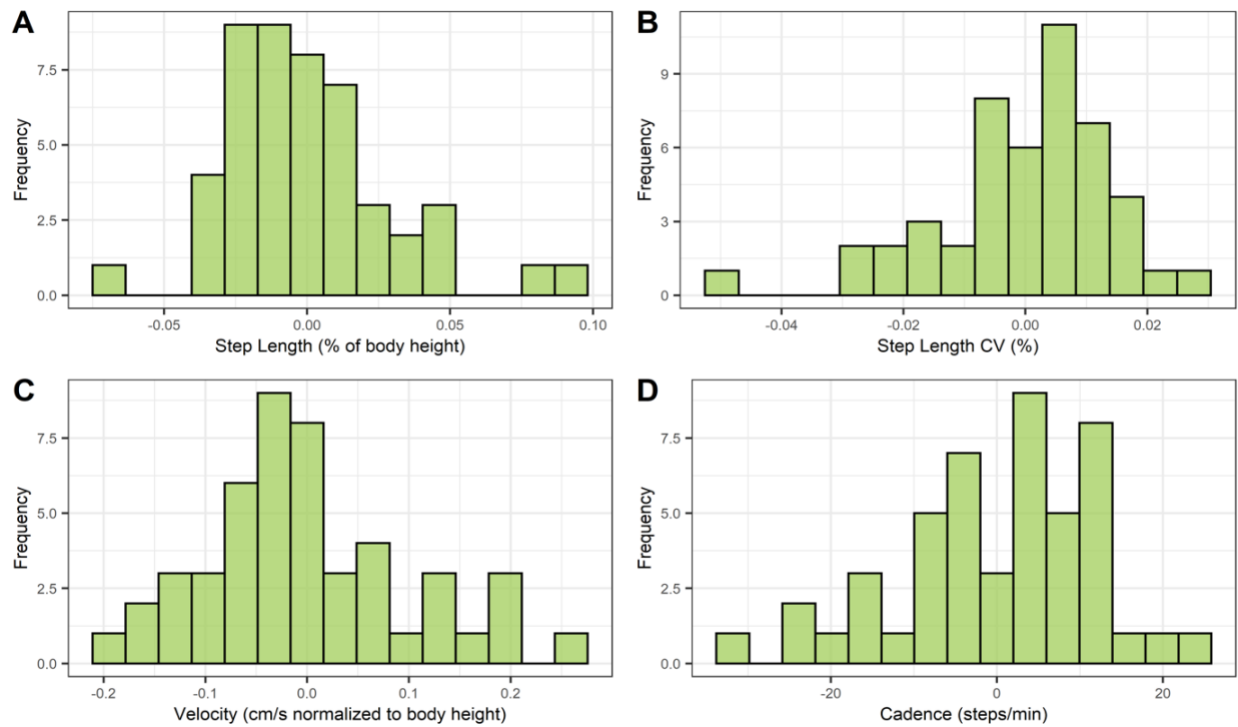 A
Frequency
7.5
5.0
2.5
0.0
-0.05 0.00 0.05 0.10
Step Length (% of body height)
B
Frequency
9
6
3
0
-0.04 -0.02 0.00 0.02
Step Length CV (%)
C
Frequency
7.5
5.0
2.5
0.0
-0.2 -0.1 0.0 0.1 0.2
Velocity (cm/s normalized to body height)
D
Frequency
7.5
5.0
2.5
0.0
-20 0 20
Cadence (steps/min)